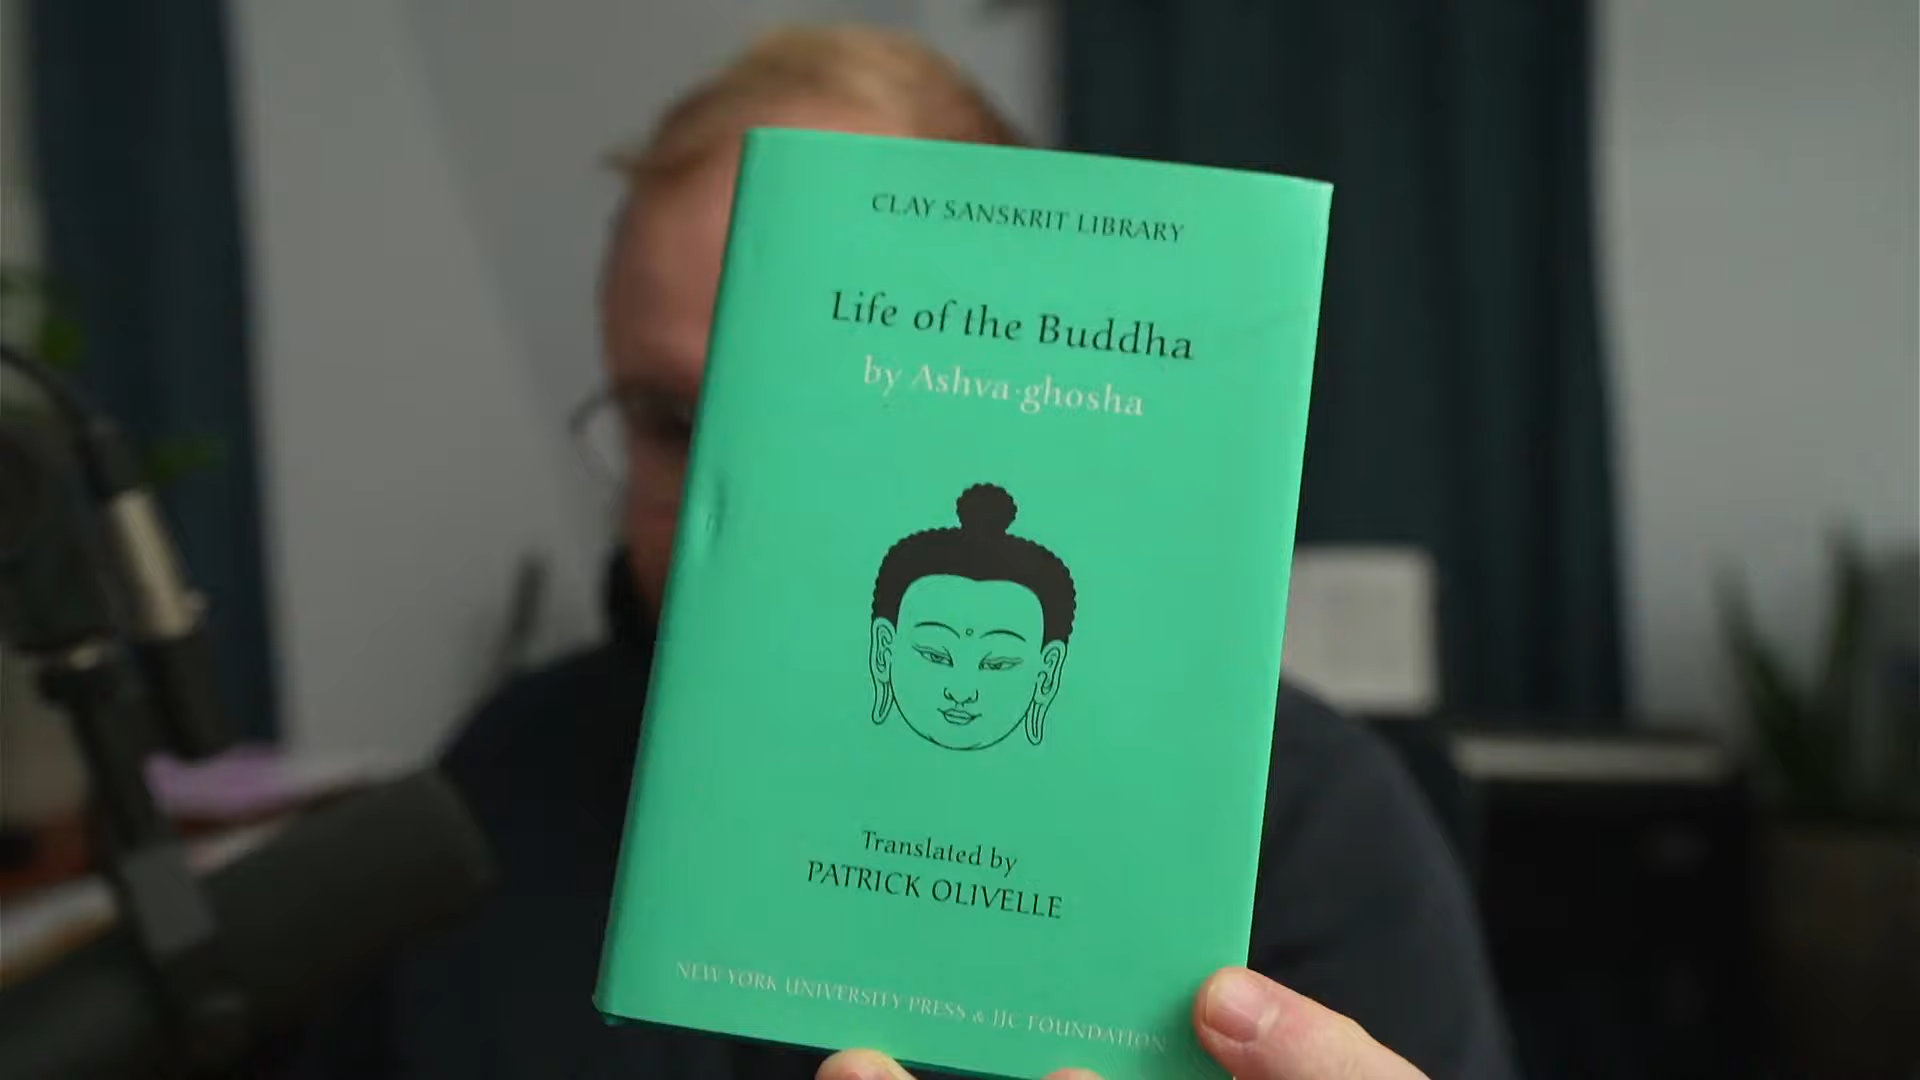 CLAY SANSKRIT LIBRARY
Life of the Buddha
by Ashva·ghosha
Translated by
PATRICK OLIVELLE
NEW YORK UNIVERSITY PRESS & JJC FOUNDATION